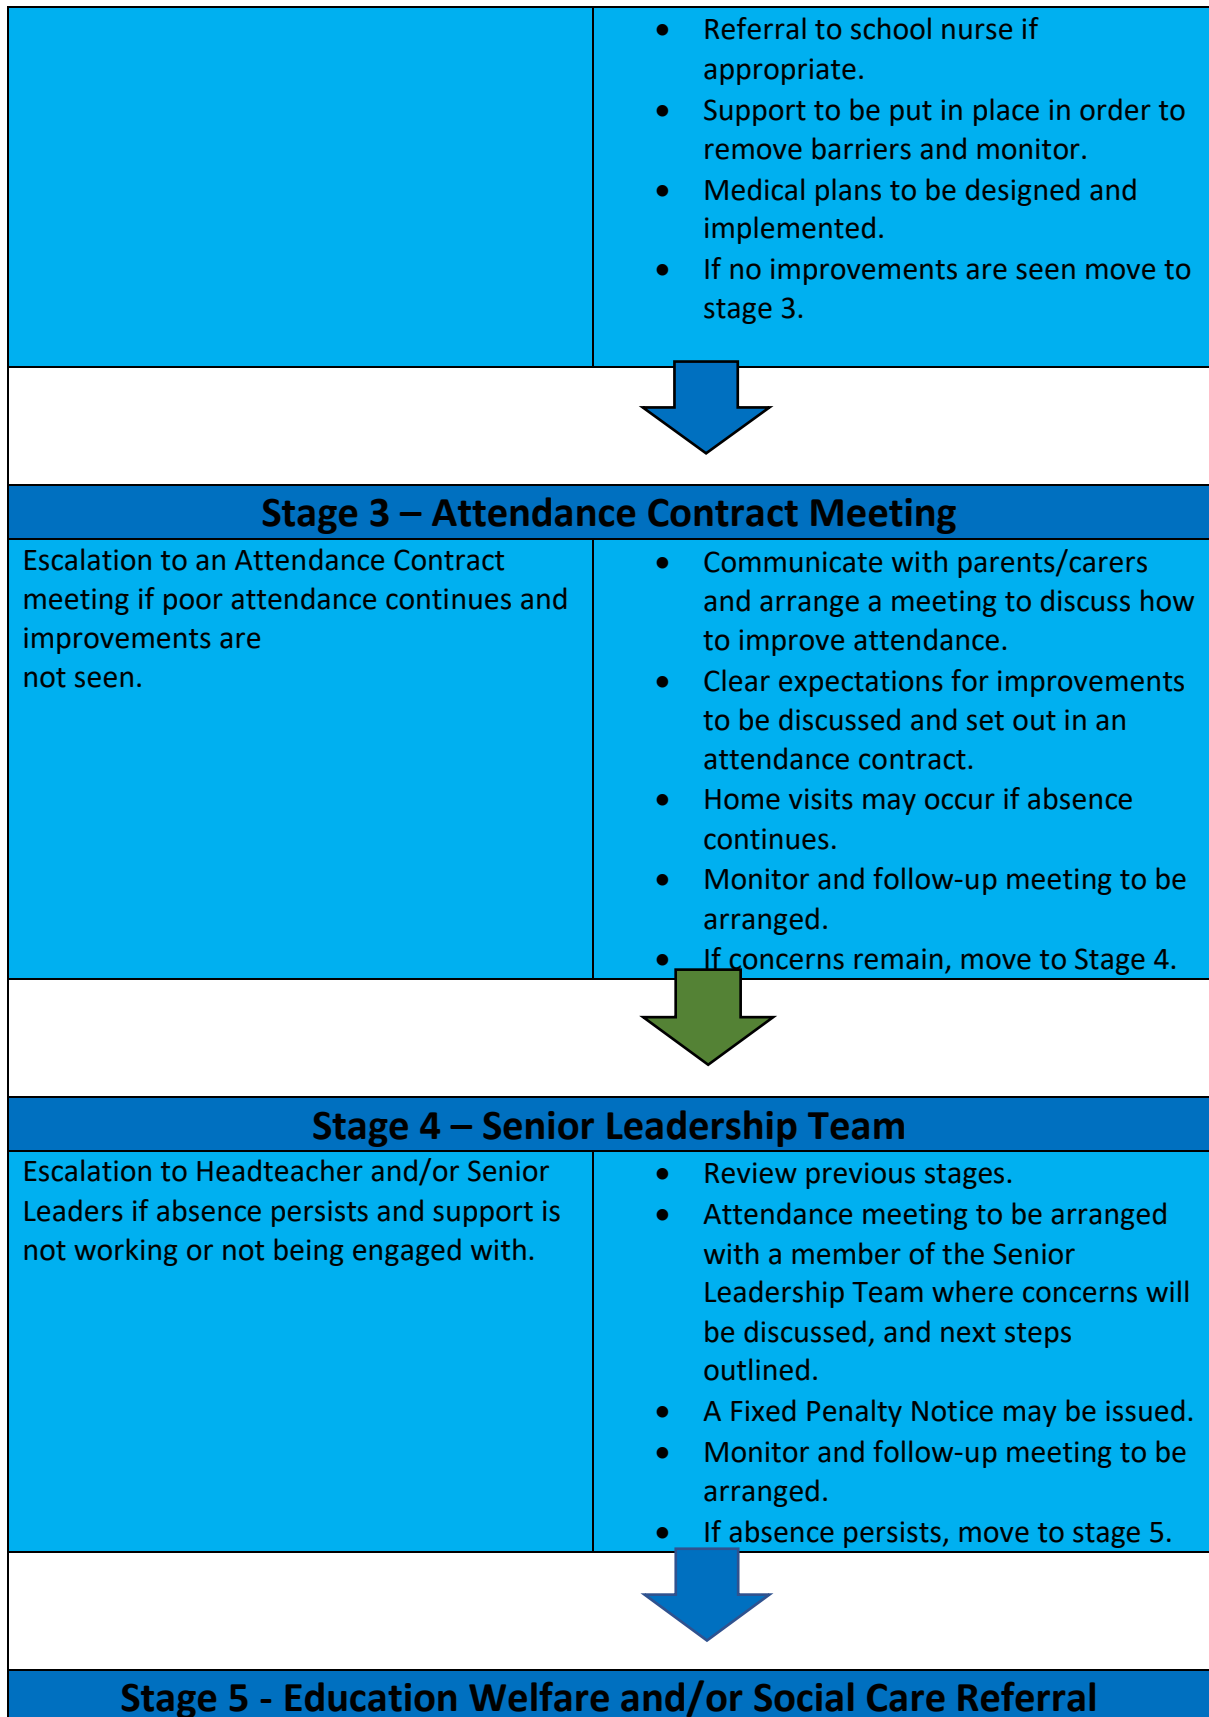 • Referral to school nurse if
appropriate.
• Support to be put in place in order to
remove barriers and monitor.
• Medical plans to be designed and
implemented.
• If no improvements are seen move to
stage 3.
Stage 3 – Attendance Contract Meeting
Escalation to an Attendance Contract
meeting if poor attendance continues and
improvements are
not seen.
• Communicate with parents/carers
and arrange a meeting to discuss how
to improve attendance.
• Clear expectations for improvements
to be discussed and set out in an
attendance contract.
• Home visits may occur if absence
continues.
• Monitor and follow-up meeting to be
arranged.
• If concerns remain, move to Stage 4.
Stage 4 – Senior Leadership Team
Escalation to Headteacher and/or Senior
Leaders if absence persists and support is
not working or not being engaged with.
• Review previous stages.
• Attendance meeting to be arranged
with a member of the Senior
Leadership Team where concerns will
be discussed, and next steps
outlined.
• A Fixed Penalty Notice may be issued.
• Monitor and follow-up meeting to be
arranged.
• If absence persists, move to stage 5.
Stage 5 - Education Welfare and/or Social Care Referral